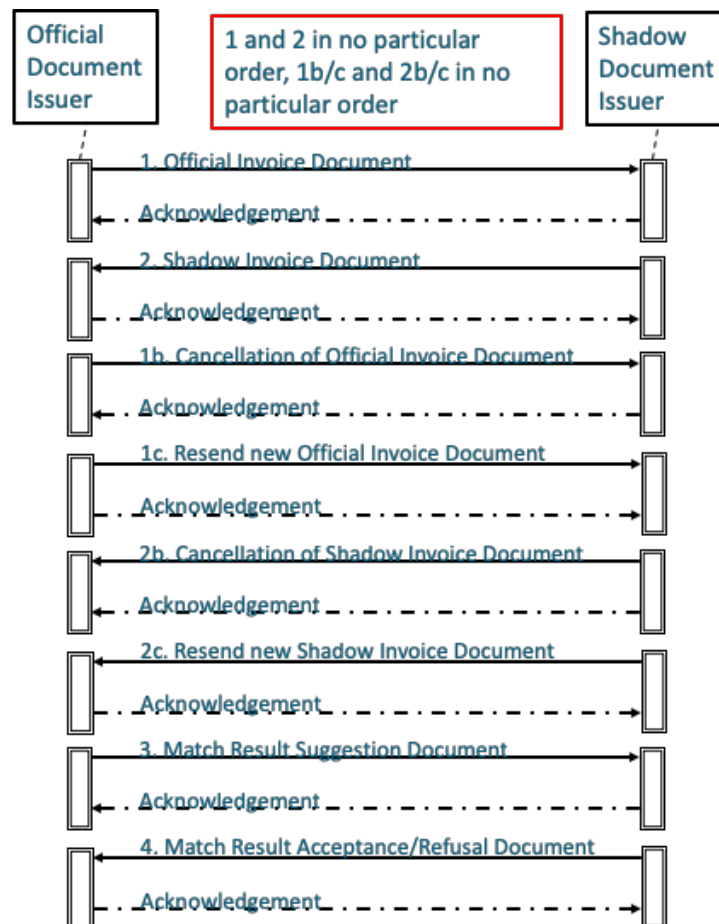 Official
Document
Issuer
1 and 2 in no particular
order, 1b/c and 2b/c in no
particular order
Shadow
Document
Issuer
1. Official Invoice Document
Acknowledgement
2. Shadow Invoice Document
Acknowledgement
1b. Cancellation of Official Invoice Document
Acknowledgement
1c. Resend new Official Invoice Document
Acknowledgement
2b. Cancellation of Shadow Invoice Document
Acknowledgement
2c. Resend new Shadow Invoice Document
Acknowledgement
3. Match Result Suggestion Document
Acknowledgement
4. Match Result Acceptance/Refusal Document
Acknowledgement